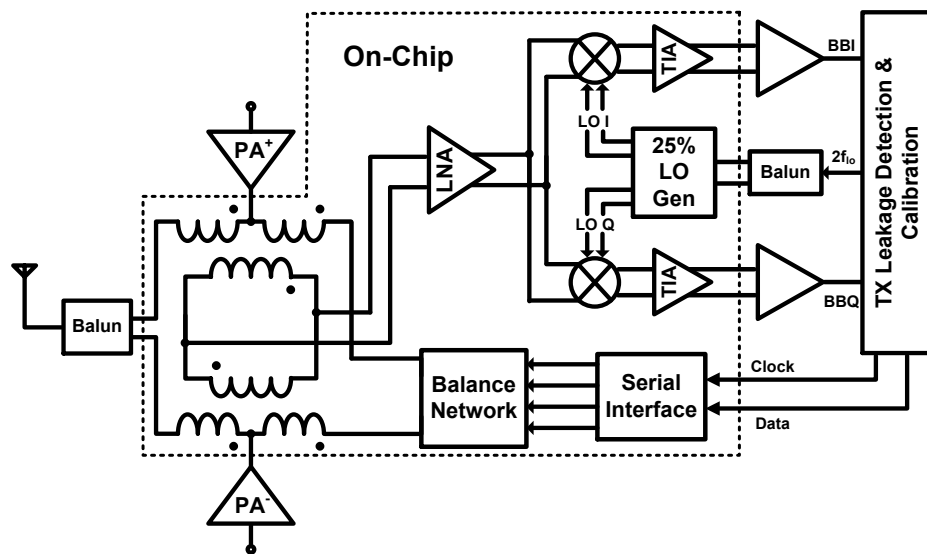 On-Chip
PA+
LNA
TIA
BBI
LO I
25%
LO
Gen
Balun
2flo
LO Q
TIA
BBQ
TX Leakage Detection &
Calibration
Balun
Balance
Network
Serial
Interface
Clock
Data
PA-